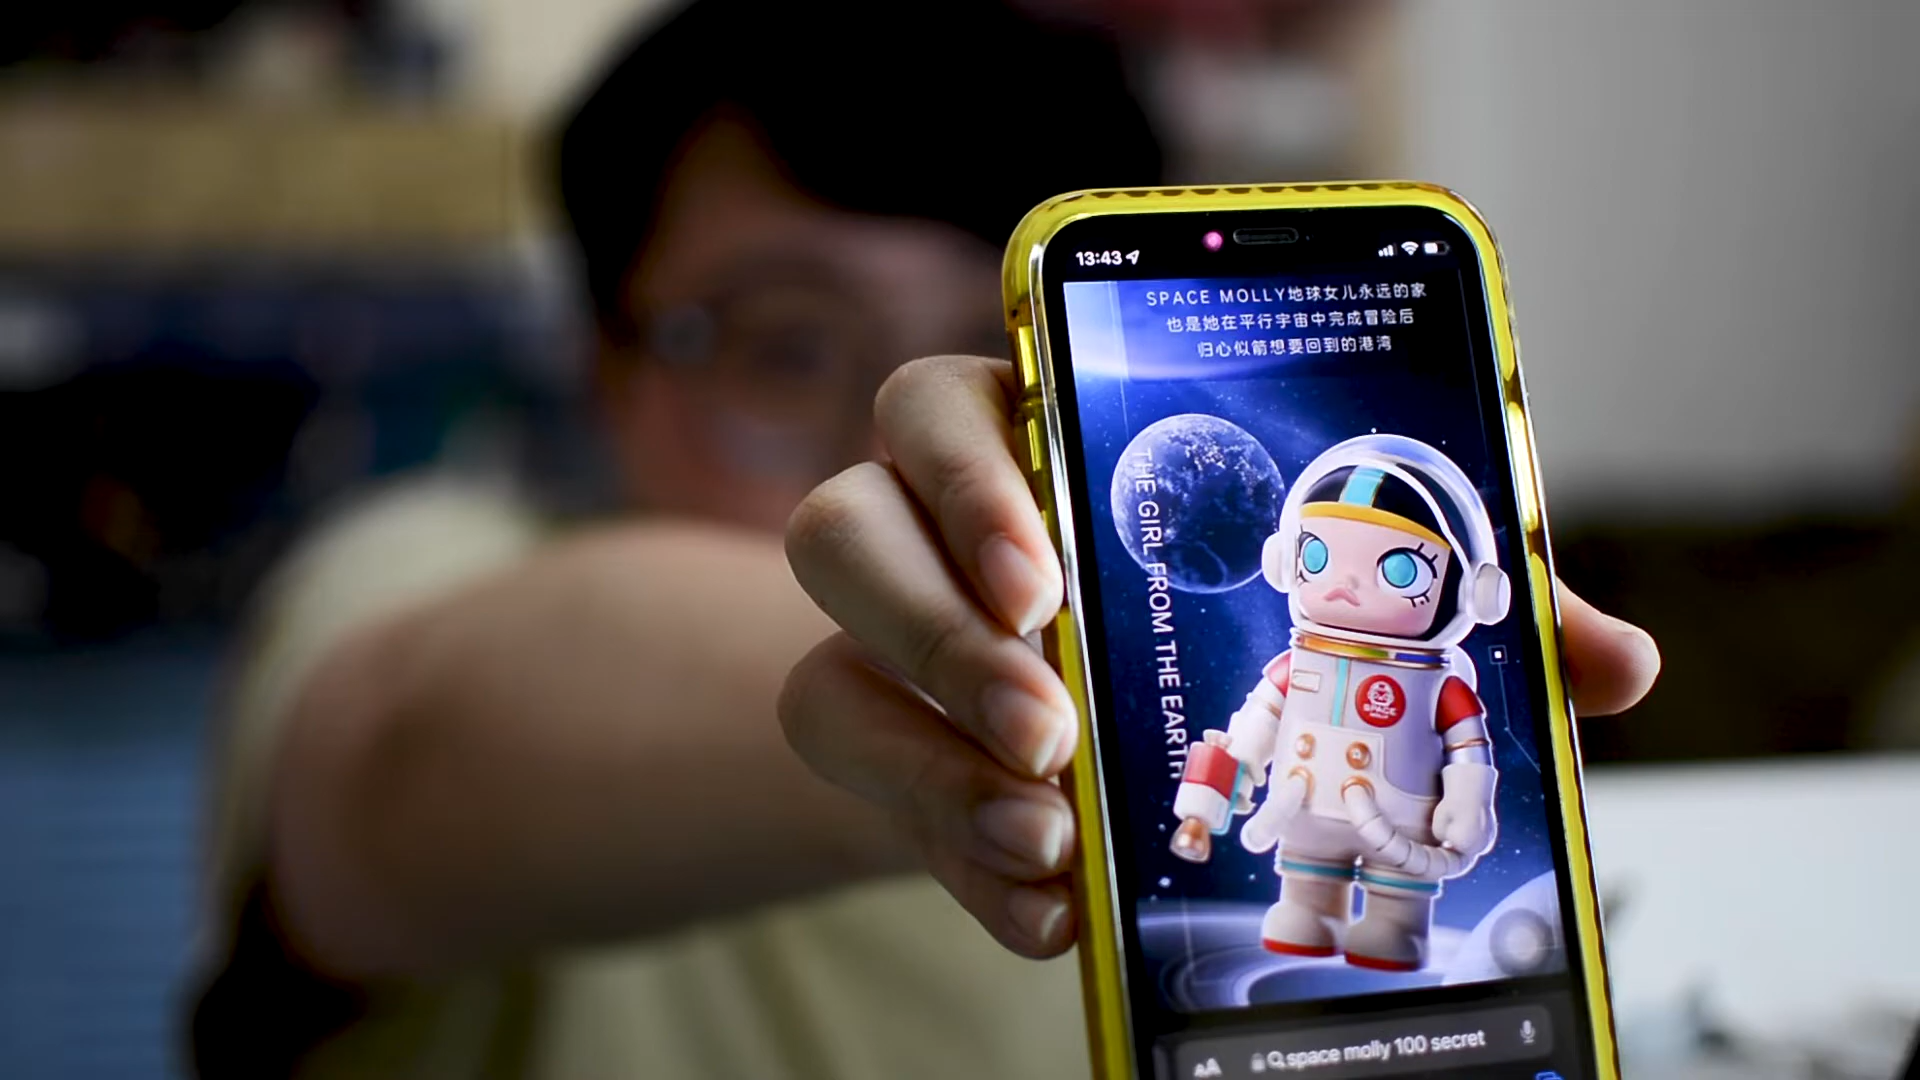 13:43
SPACE MOLLY地球女儿永远的家
也是她在平行宇宙中完成冒险后
归心似箭想要回到的港湾
THE GIRL FROM THE EARTH
SPACE
MOLLY
AA space molly 100 secret